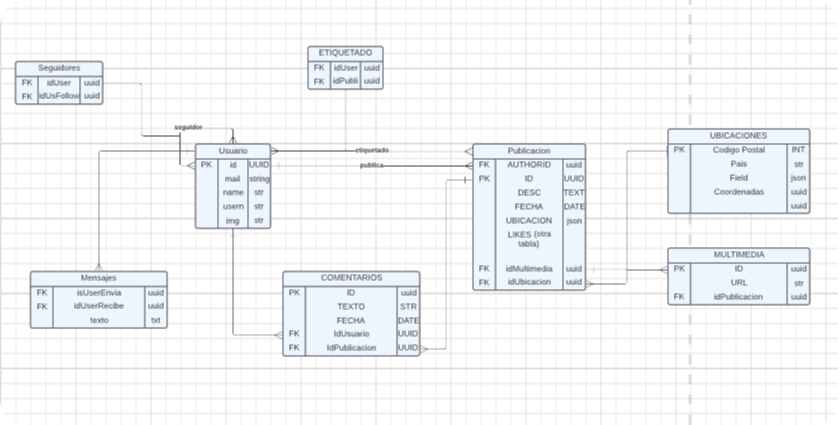 ETIQUETADO
FK idUser uuid
FK idPubli uuid
Seguidores
FK idUser uuid
FK idUsFollow uuid
seguidor
Usuario
PK id UUID
mail string
name str
usern str
img str
etiquetado
publica
Publicacion
FK AUTHORID uuid
PK ID UUID
DESC TEXT
FECHA DATE
UBICACION json
LIKES (otra
tabla)
FK idMultimedia uuid
FK idUbicacion uuid
UBICACIONES
PK Codigo Postal INT
Pais str
Field json
Coordenadas uuid
uuid
MULTIMEDIA
PK ID uuid
URL str
FK idPublicacion uuid
Mensajes
FK isUserEnvia uuid
FK idUserRecibe uuid
texto txt
COMENTARIOS
PK ID uuid
TEXTO STR
FECHA DATE
FK IdUsuario UUID
FK IdPublicacion UUID